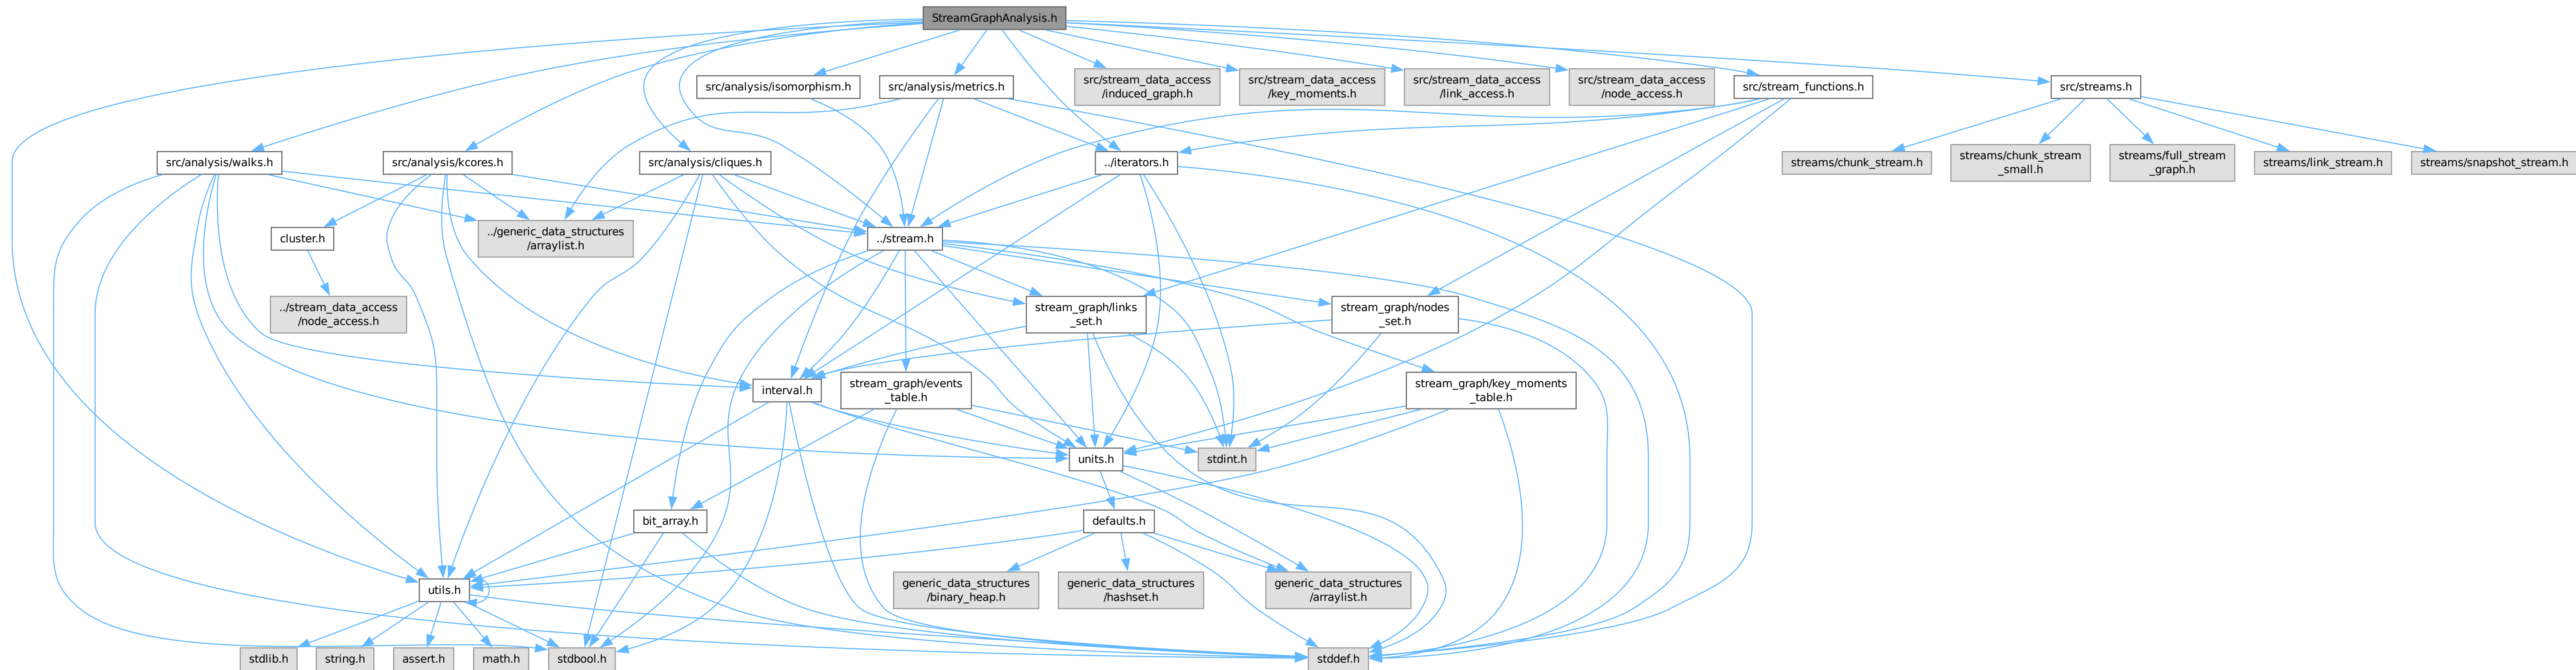 StreamGraphAnalysis.h
src/analysis/isomorphism.h
src/analysis/metrics.h
src/stream_data_access
/induced_graph.h
src/stream_data_access
/key_moments.h
src/stream_data_access
/link_access.h
src/stream_data_access
/node_access.h
src/stream_functions.h
src/streams.h
src/analysis/walks.h
src/analysis/kcores.h
src/analysis/cliques.h
../iterators.h
streams/chunk_stream.h
streams/chunk_stream
_small.h
streams/full_stream
_graph.h
streams/link_stream.h
streams/snapshot_stream.h
cluster.h
../generic_data_structures
/arraylist.h
../stream.h
../stream_data_access
/node_access.h
stream_graph/links
_set.h
stream_graph/nodes
_set.h
interval.h
stream_graph/events
_table.h
stream_graph/key_moments
_table.h
units.h
stdint.h
bit_array.h
defaults.h
utils.h
generic_data_structures
/binary_heap.h
generic_data_structures
/hashset.h
generic_data_structures
/arraylist.h
stdlib.h
string.h
assert.h
math.h
stdbool.h
stddef.h